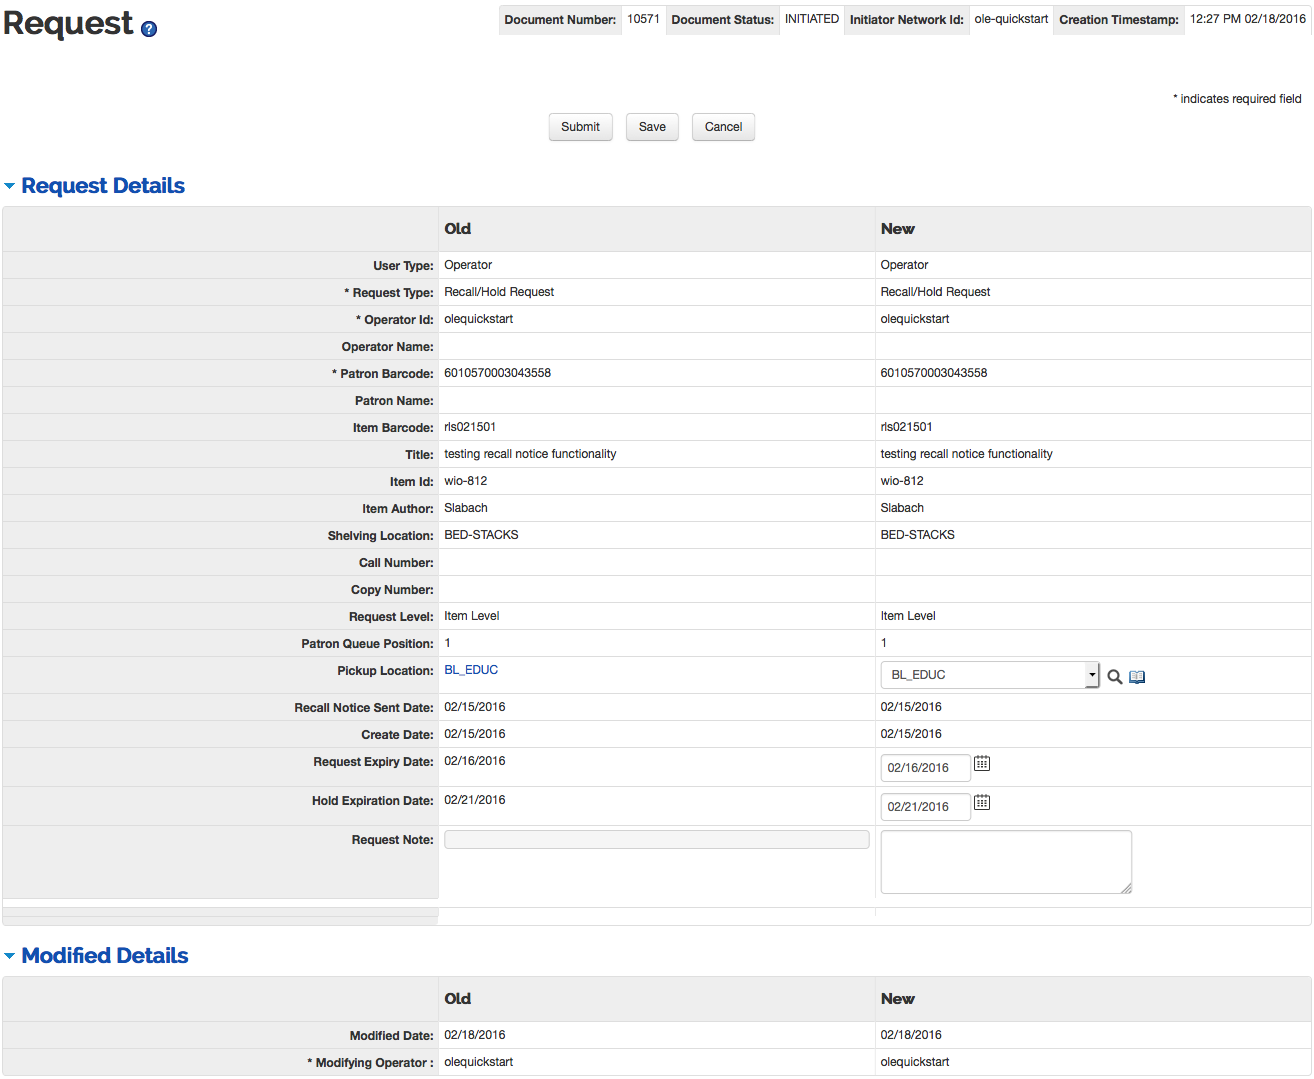 Request ?
Document Number: 10571 Document Status: INITIATED Initiator Network Id: ole-quickstart Creation Timestamp: 12:27 PM 02/18/2016
* indicates required field
Submit Save Cancel
Request Details
Old New
User Type: Operator Operator
* Request Type: Recall/Hold Request Recall/Hold Request
* Operator Id: olequickstart olequickstart
Operator Name:
* Patron Barcode: 6010570003043558 6010570003043558
Patron Name:
Item Barcode: rls021501 rls021501
Title: testing recall notice functionality testing recall notice functionality
Item Id: wio-812 wio-812
Item Author: Slabach Slabach
Shelving Location: BED-STACKS BED-STACKS
Call Number:
Copy Number:
Request Level: Item Level Item Level
Patron Queue Position: 1 1
Pickup Location: BL_EDUC BL_EDUC
Recall Notice Sent Date: 02/15/2016 02/15/2016
Create Date: 02/15/2016 02/15/2016
Request Expiry Date: 02/16/2016 02/16/2016
Hold Expiration Date: 02/21/2016 02/21/2016
Request Note:
Modified Details
Old New
Modified Date: 02/18/2016 02/18/2016
* Modifying Operator : olequickstart olequickstart